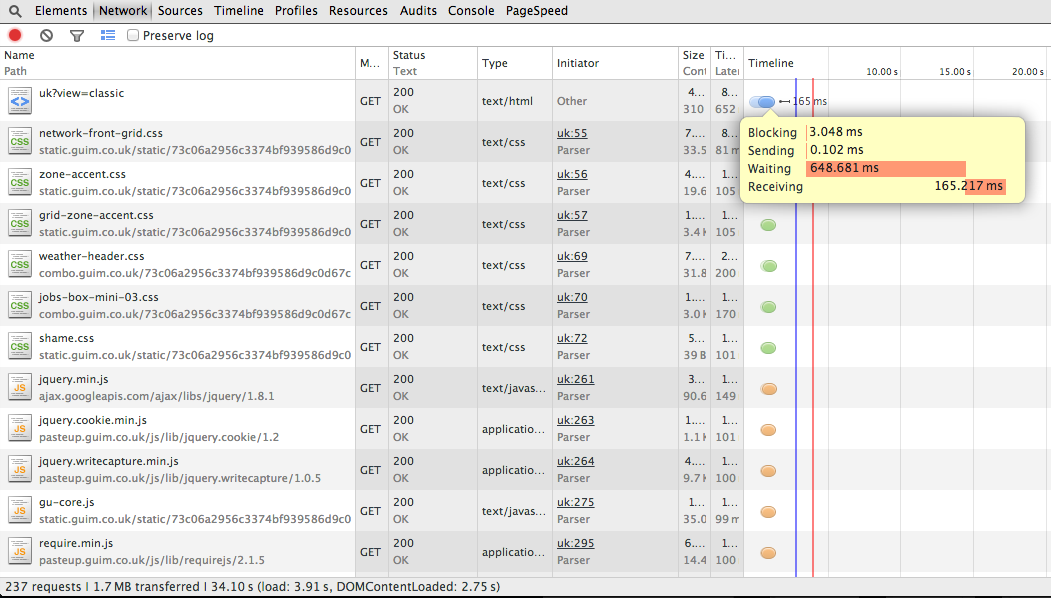 Elements Network Sources Timeline Profiles Resources Audits Console PageSpeed
Preserve log
Name Path M... Status Text Type Initiator Size Cont Ti... Later Timeline 10.00 s 15.00 s 20.00 s
uk?view=classic GET 200 OK text/html Other 4... 310 8... 652 165 ms
network-front-grid.css static.guim.co.uk/static/73c06a2956c3374bf939586d9c0 GET 200 OK text/css uk:55 Parser 7.... 33.5 8... 81 m
Blocking 3.048 ms
Sending 0.102 ms
Waiting 648.681 ms
Receiving 165.217 ms
zone-accent.css static.guim.co.uk/static/73c06a2956c3374bf939586d9c0 GET 200 OK text/css uk:56 Parser 4.... 19.6 1... 105
grid-zone-accent.css static.guim.co.uk/static/73c06a2956c3374bf939586d9c0 GET 200 OK text/css uk:57 Parser 1.... 3.4 K 1... 105
weather-header.css combo.guim.co.uk/73c06a2956c3374bf939586d9c0d67c GET 200 OK text/css uk:69 Parser 7.... 31.8 2... 200
jobs-box-mini-03.css combo.guim.co.uk/73c06a2956c3374bf939586d9c0d67c GET 200 OK text/css uk:70 Parser 1.... 3.0 K 1... 170
shame.css static.guim.co.uk/static/73c06a2956c3374bf939586d9c0 GET 200 OK text/css uk:72 Parser 5... 39 B 1... 101
jquery.min.js ajax.googleapis.com/ajax/libs/jquery/1.8.1 GET 200 OK text/javas... uk:261 Parser 3... 90.6 1... 149
jquery.cookie.min.js pasteup.guim.co.uk/js/lib/jquery.cookie/1.2 GET 200 OK applicatio... uk:263 Parser 1.... 1.1 K 1... 101
jquery.writecapture.min.js pasteup.guim.co.uk/js/lib/jquery.writecapture/1.0.5 GET 200 OK applicatio... uk:264 Parser 4.... 9.7 K 1... 100
gu-core.js static.guim.co.uk/static/73c06a2956c3374bf939586d9c0 GET 200 OK text/javas... uk:275 Parser 1.... 35.0 1... 99 m
require.min.js pasteup.guim.co.uk/js/lib/requirejs/2.1.5 GET 200 OK applicatio... uk:295 Parser 6.... 14.4 1... 100
237 requests | 1.7 MB transferred | 34.10 s (load: 3.91 s, DOMContentLoaded: 2.75 s)